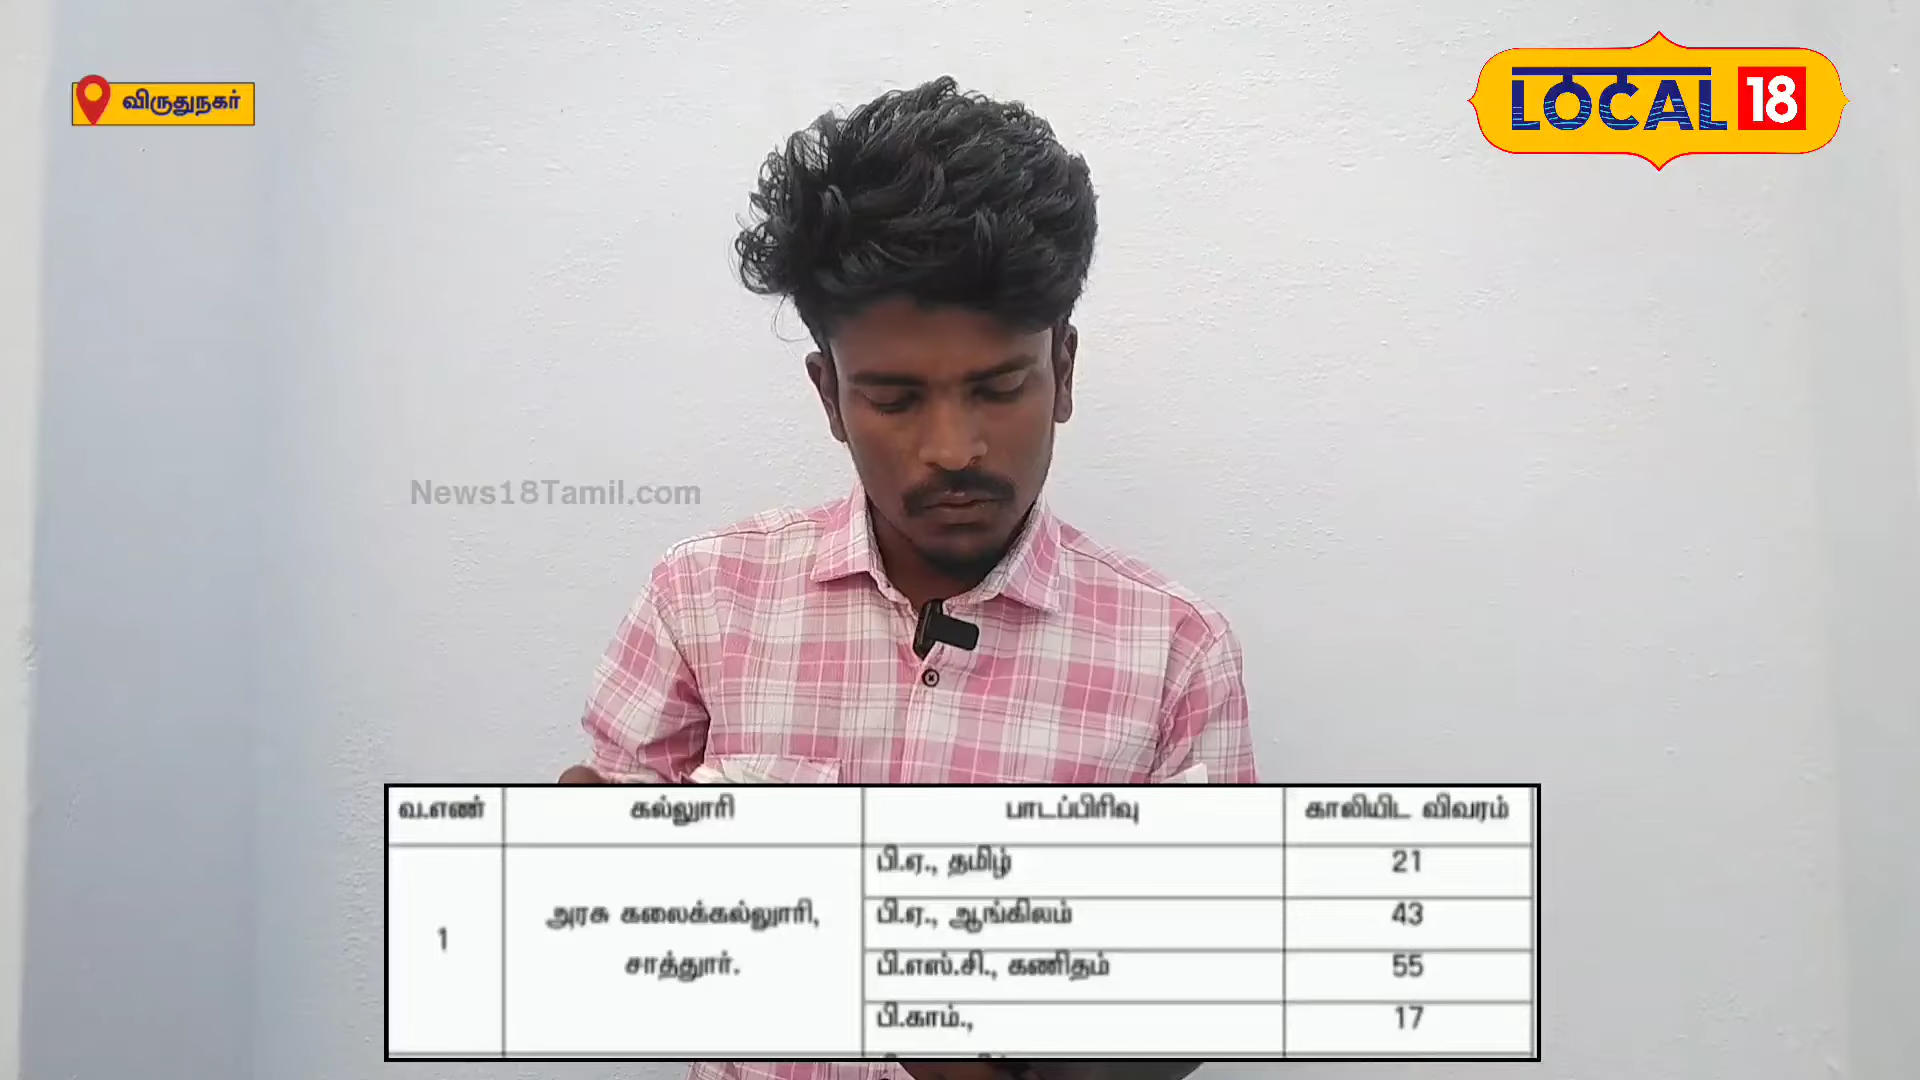 விருதுநகர்
LOCAL 18
News18Tamil.com
வ.எண் கல்லூரி பாடப்பிரிவு காலியிட விவரம்
1 அரசு கலைக்கல்லூரி, சாத்தூர். பி.ஏ., தமிழ் 21
பி.ஏ., ஆங்கிலம் 43
பி.எஸ்.சி., கணிதம் 55
பி.காம்., 17